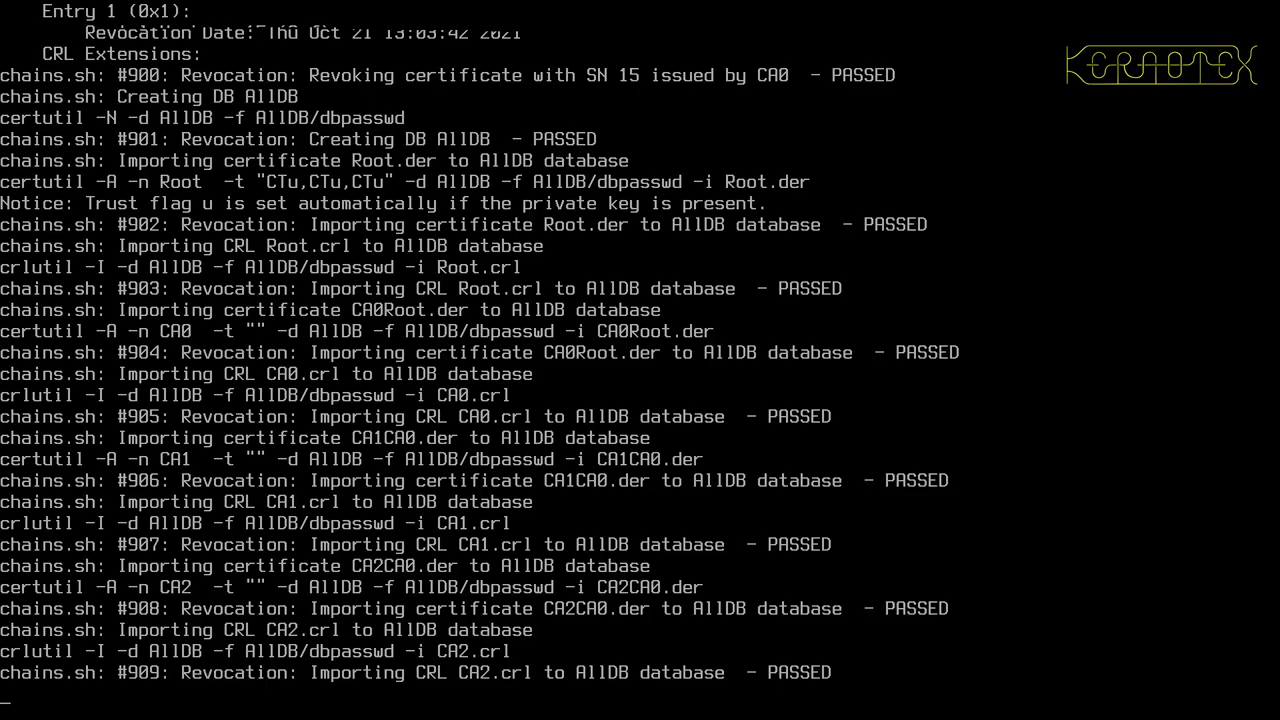 Entry 1 (0x1):
Revocation Date: Thu Oct 21 13:03:42 2021
CRL Extensions:
chains.sh: #900: Revocation: Revoking certificate with SN 15 issued by CA0  - PASSED
chains.sh: Creating DB AllDB
certutil -N -d AllDB -f AllDB/dbpasswd
chains.sh: #901: Revocation: Creating DB AllDB  - PASSED
chains.sh: Importing certificate Root.der to AllDB database
certutil -A -n Root  -t "CTu,CTu,CTu" -d AllDB -f AllDB/dbpasswd -i Root.der
Notice: Trust flag u is set automatically if the private key is present.
chains.sh: #902: Revocation: Importing certificate Root.der to AllDB database  - PASSED
chains.sh: Importing CRL Root.crl to AllDB database
crlutil -I -d AllDB -f AllDB/dbpasswd -i Root.crl
chains.sh: #903: Revocation: Importing CRL Root.crl to AllDB database  - PASSED
chains.sh: Importing certificate CA0Root.der to AllDB database
certutil -A -n CA0  -t "" -d AllDB -f AllDB/dbpasswd -i CA0Root.der
chains.sh: #904: Revocation: Importing certificate CA0Root.der to AllDB database  - PASSED
chains.sh: Importing CRL CA0.crl to AllDB database
crlutil -I -d AllDB -f AllDB/dbpasswd -i CA0.crl
chains.sh: #905: Revocation: Importing CRL CA0.crl to AllDB database  - PASSED
chains.sh: Importing certificate CA1CA0.der to AllDB database
certutil -A -n CA1  -t "" -d AllDB -f AllDB/dbpasswd -i CA1CA0.der
chains.sh: #906: Revocation: Importing certificate CA1CA0.der to AllDB database  - PASSED
chains.sh: Importing CRL CA1.crl to AllDB database
crlutil -I -d AllDB -f AllDB/dbpasswd -i CA1.crl
chains.sh: #907: Revocation: Importing CRL CA1.crl to AllDB database  - PASSED
chains.sh: Importing certificate CA2CA0.der to AllDB database
certutil -A -n CA2  -t "" -d AllDB -f AllDB/dbpasswd -i CA2CA0.der
chains.sh: #908: Revocation: Importing certificate CA2CA0.der to AllDB database  - PASSED
chains.sh: Importing CRL CA2.crl to AllDB database
crlutil -I -d AllDB -f AllDB/dbpasswd -i CA2.crl
chains.sh: #909: Revocation: Importing CRL CA2.crl to AllDB database  - PASSED
_